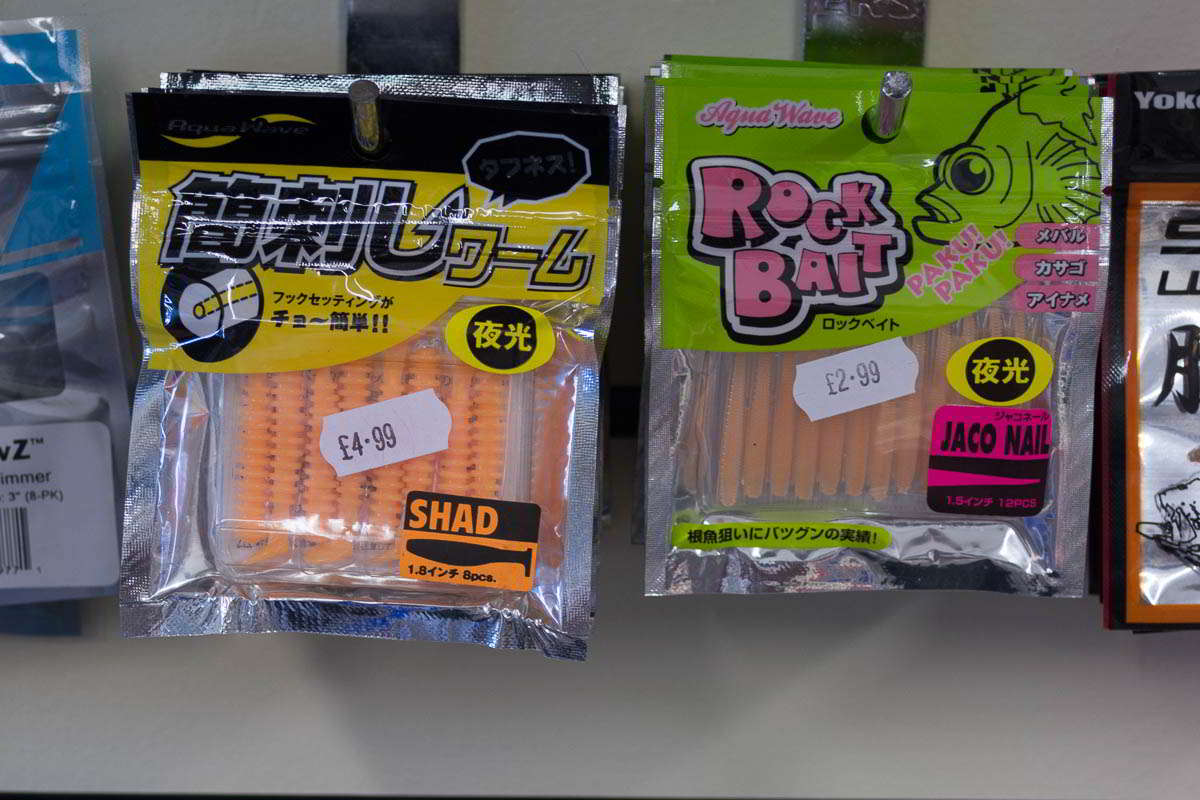 Aqua Wave
タフネス!
簡刺し
ワーム
フックセッティングが
チョ〜簡単!!
夜光
£4.99
SHAD
1.8インチ 8pcs.
Aqua Wave
ROCK
BAIT
ロックベイト
PAKU!
PAKU!
メバル
カサゴ
アイナメ
夜光
£2.99
ジャコネール
JACO NAIL
1.5インチ 12PCS
根魚狙いにバツグンの実績!
3" (8-PK)